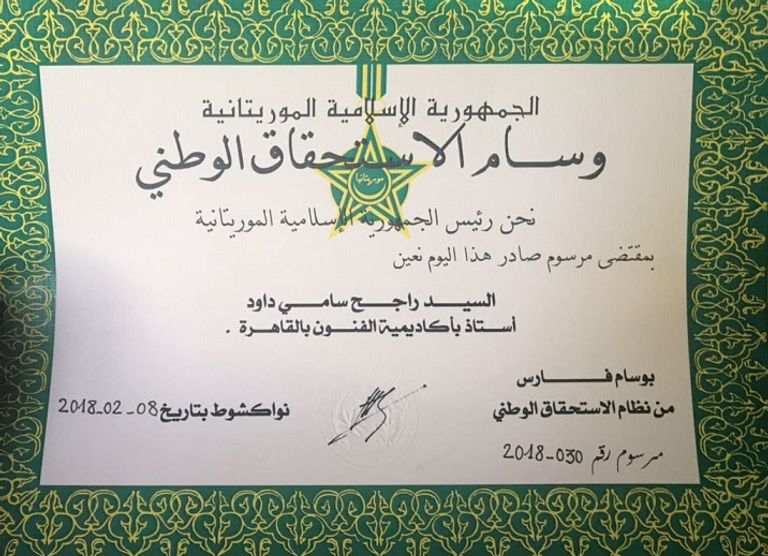 الجمهورية الإسلامية الموريتانية
وسام الاستحقاق الوطني
موريتانيا
نحن رئيس الجمهورية الإسلامية الموريتانية
بمقتضى مرسوم صادر هذا اليوم نعين
السيد راجح سامي داود
أستاذ بأكاديمية الفنون بالقاهرة .
بوسام فارس
من نظام الاستحقاق الوطني
نواكشوط بتاريخ 08-02-2018
مرسوم رقم 030-2018